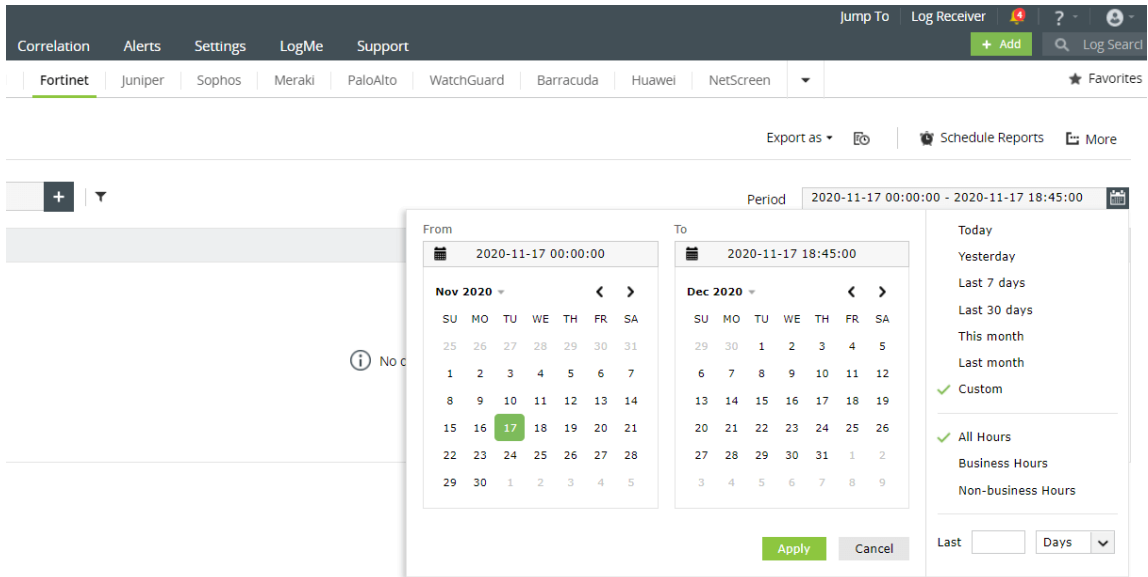 Jump To Log Receiver 4 ?
Correlation Alerts Settings LogMe Support + Add Log Searc
Fortinet Juniper Sophos Meraki PaloAlto WatchGuard Barracuda Huawei NetScreen Favorites
Export as Schedule Reports More
+ Period 2020-11-17 00:00:00 - 2020-11-17 18:45:00
From To
2020-11-17 00:00:00 2020-11-17 18:45:00
Nov 2020
SU MO TU WE TH FR SA
25 26 27 28 29 30 31
1 2 3 4 5 6 7
8 9 10 11 12 13 14
15 16 17 18 19 20 21
22 23 24 25 26 27 28
29 30 1 2 3 4 5
Dec 2020
SU MO TU WE TH FR SA
29 30 1 2 3 4 5
6 7 8 9 10 11 12
13 14 15 16 17 18 19
20 21 22 23 24 25 26
27 28 29 30 31 1 2
3 4 5 6 7 8 9
Apply Cancel
Today
Yesterday
Last 7 days
Last 30 days
This month
Last month
Custom
All Hours
Business Hours
Non-business Hours
Last Days
No